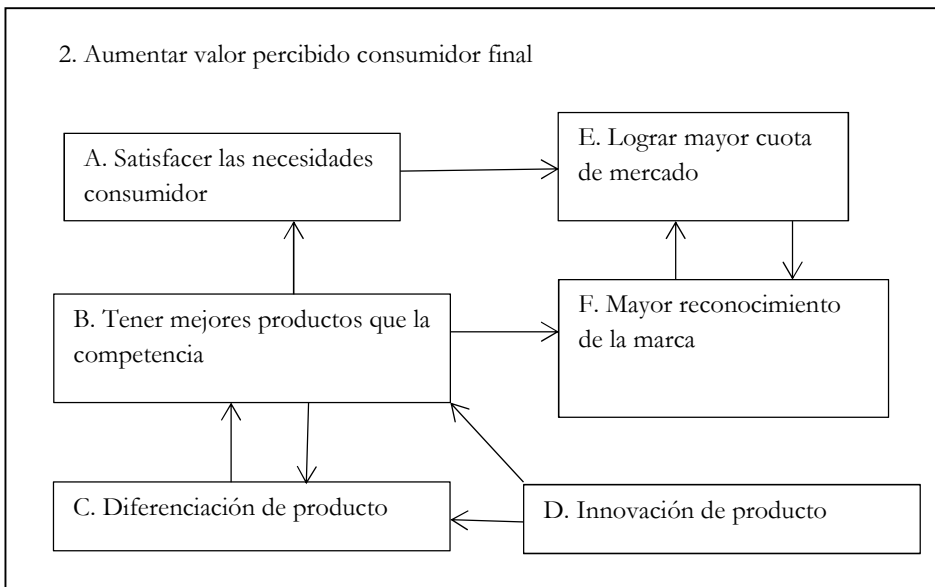 2. Aumentar valor percibido consumidor final
A. Satisfacer las necesidades
consumidor
E. Lograr mayor cuota
de mercado
B. Tener mejores productos que la
competencia
F. Mayor reconocimiento
de la marca
C. Diferenciación de producto
D. Innovación de producto